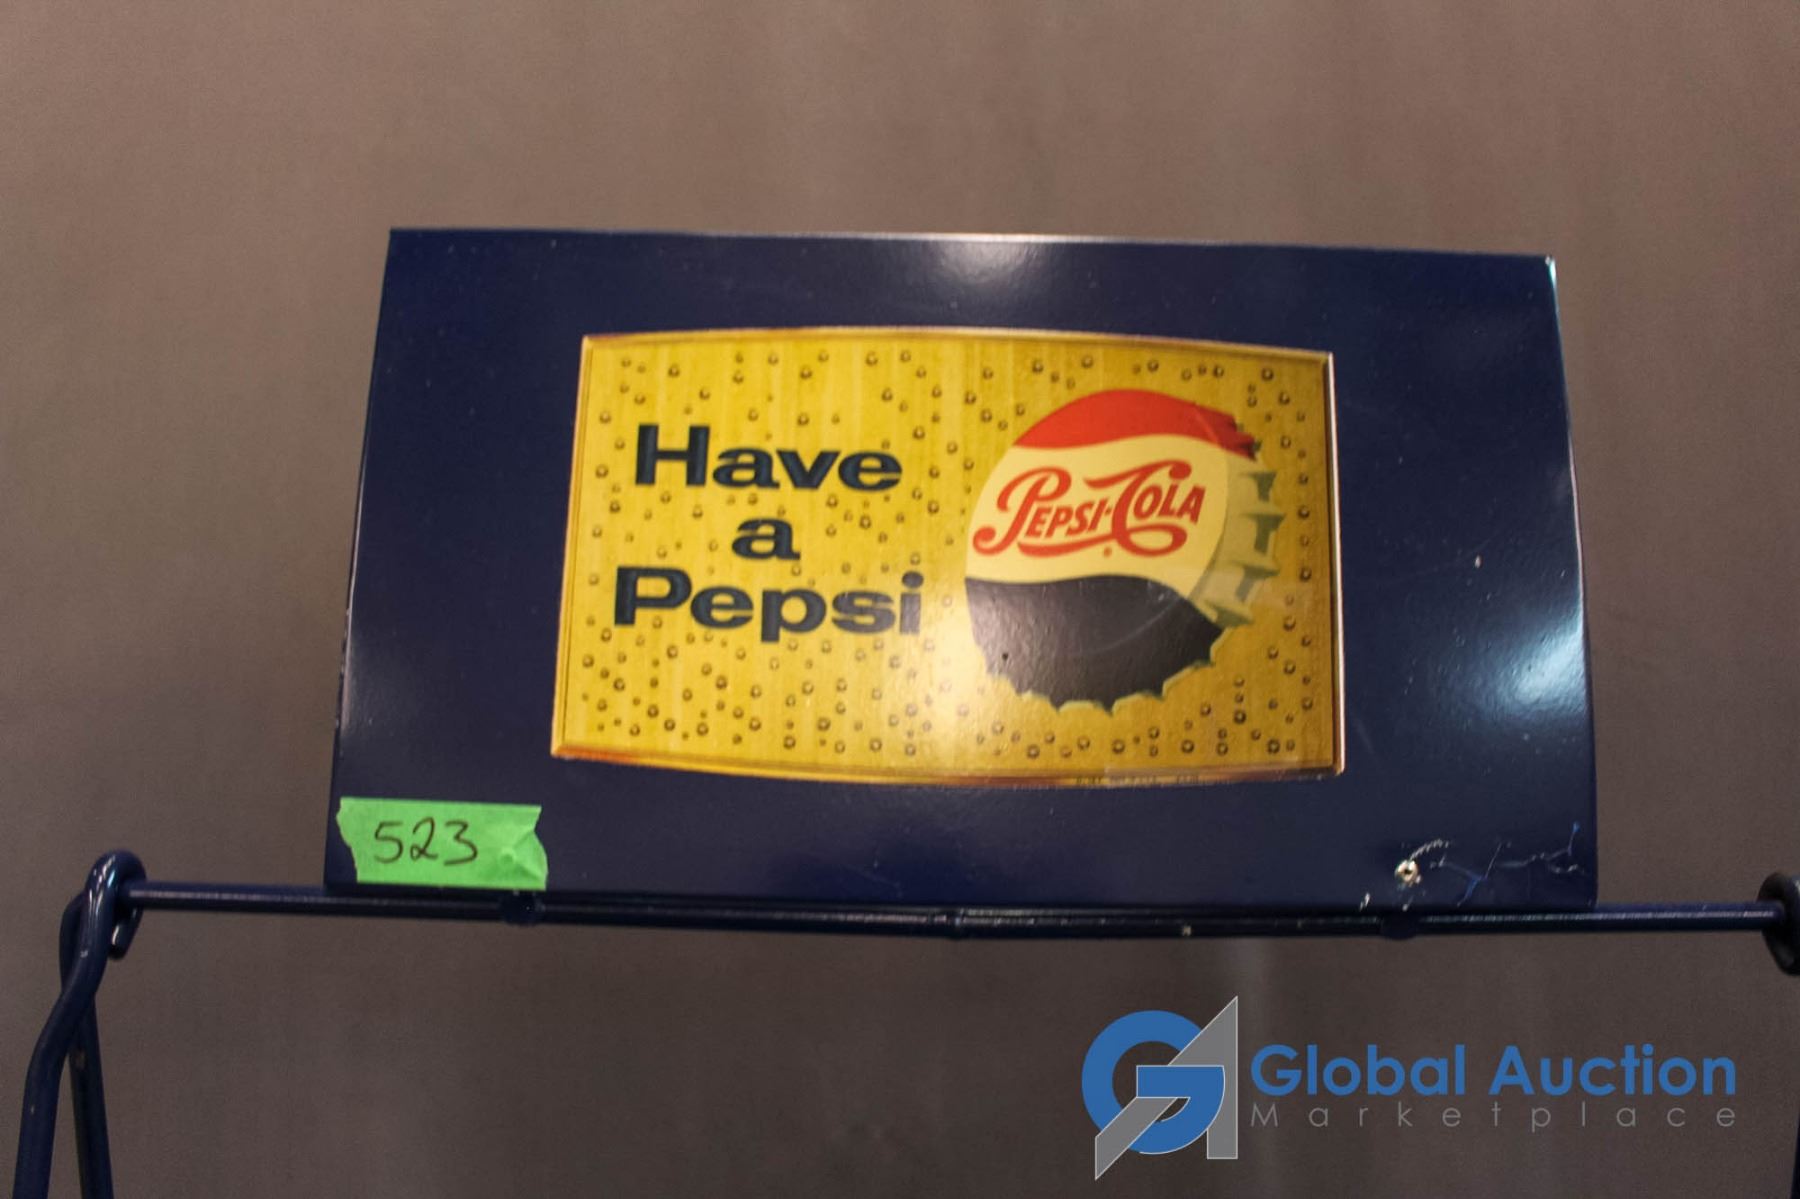 Have
a
Pepsi
PEPSI-COLA
523
Global Auction
Marketplace